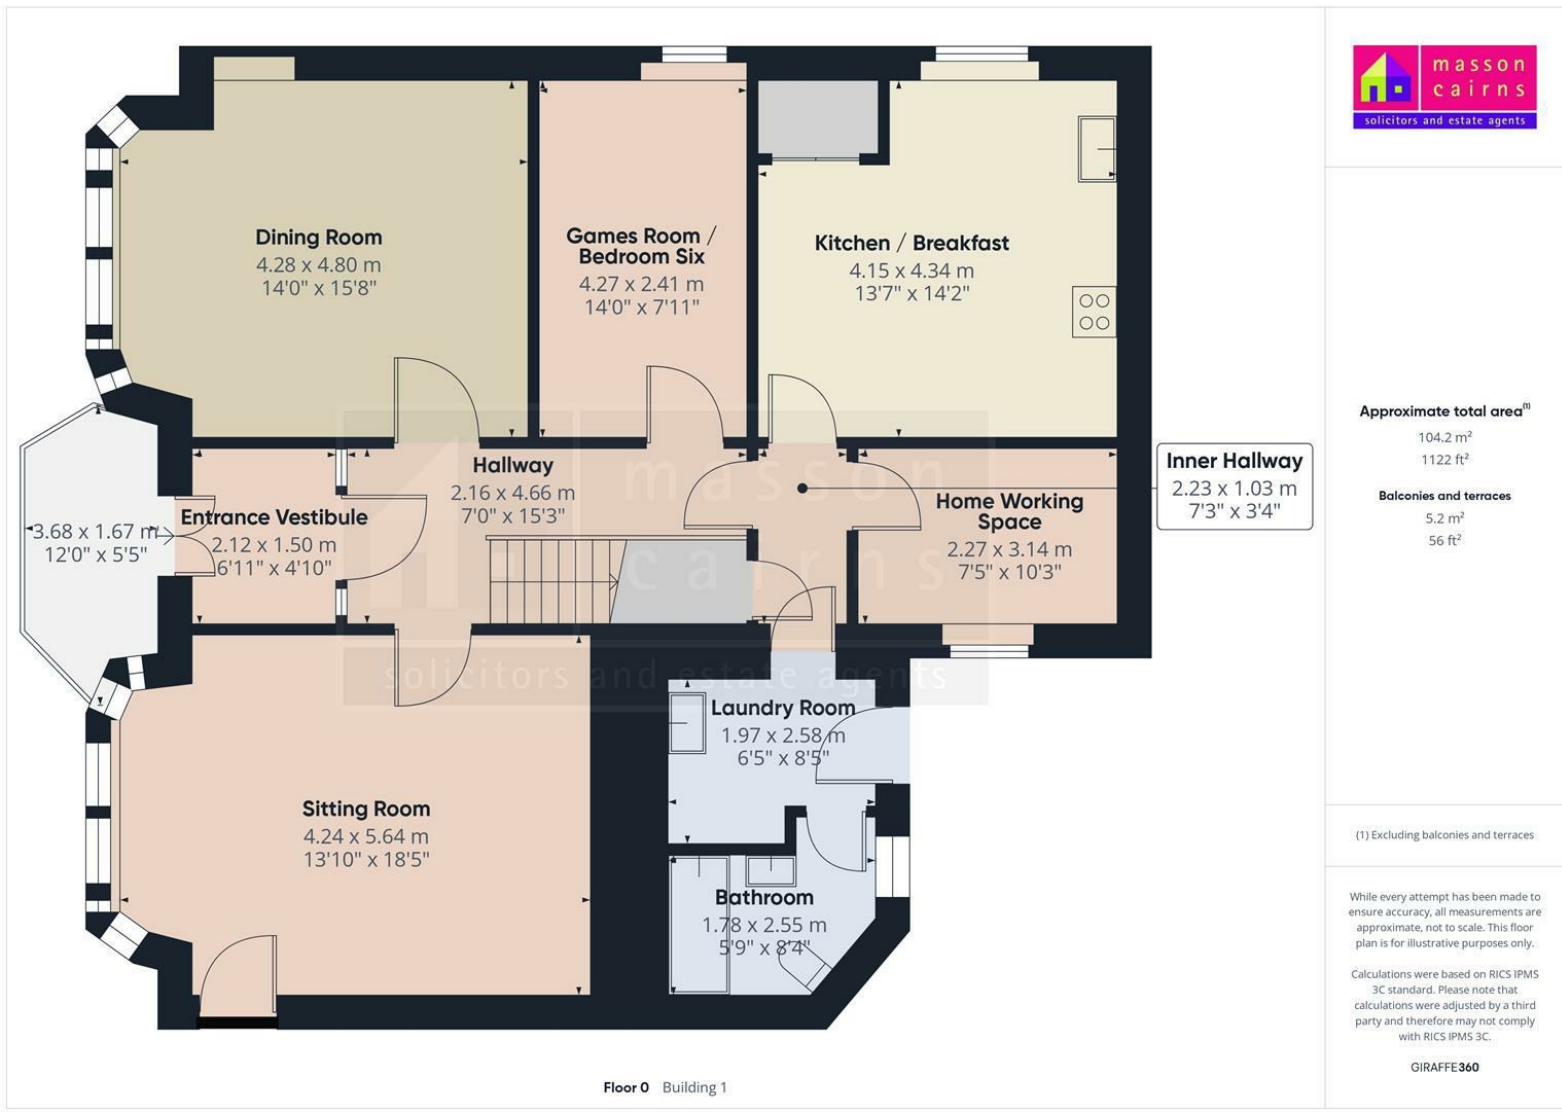 Dining Room
4.28 x 4.80 m
14'0" x 15'8"
Games Room /
Bedroom Six
4.27 x 2.41 m
14'0" x 7'11"
Kitchen / Breakfast
4.15 x 4.34 m
13'7" x 14'2"
Hallway
2.16 x 4.66 m
7'0" x 15'3"
Entrance Vestibule
2.12 x 1.50 m
6'11" x 4'10"
3.68 x 1.67 m
12'0" x 5'5"
Inner Hallway
2.23 x 1.03 m
7'3" x 3'4"
Home Working
Space
2.27 x 3.14 m
7'5" x 10'3"
masson
cairns
solicitors and estate agents
Laundry Room
1.97 x 2.58 m
6'5" x 8'5"
Sitting Room
4.24 x 5.64 m
13'10" x 18'5"
Bathroom
1.78 x 2.55 m
5'9" x 8'4"
Floor 0 Building 1
masson
cairns
solicitors and estate agents
Approximate total area(1)
104.2 m²
1122 ft²
Balconies and terraces
5.2 m²
56 ft²
(1) Excluding balconies and terraces
While every attempt has been made to
ensure accuracy, all measurements are
approximate, not to scale. This floor
plan is for illustrative purposes only.
Calculations were based on RICS IPMS
3C standard. Please note that
calculations were adjusted by a third
party and therefore may not comply
with RICS IPMS 3C.
GIRAFFE360